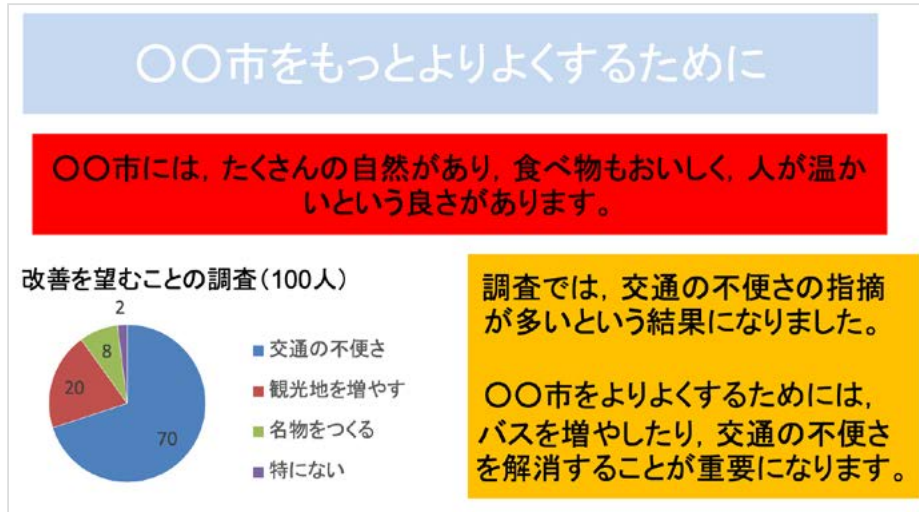 〇〇市をもっとよりよくするために
〇〇市には，たくさんの自然があり，食べ物もおいしく，人が温か
いという良さがあります。
改善を望むことの調査（100人）
2
8
20
70
交通の不便さ
観光地を増やす
名物をつくる
特にない
調査では，交通の不便さの指摘
が多いという結果になりました。
〇〇市をよりよくするためには，
バスを増やしたり，交通の不便さ
を解消することが重要になります。